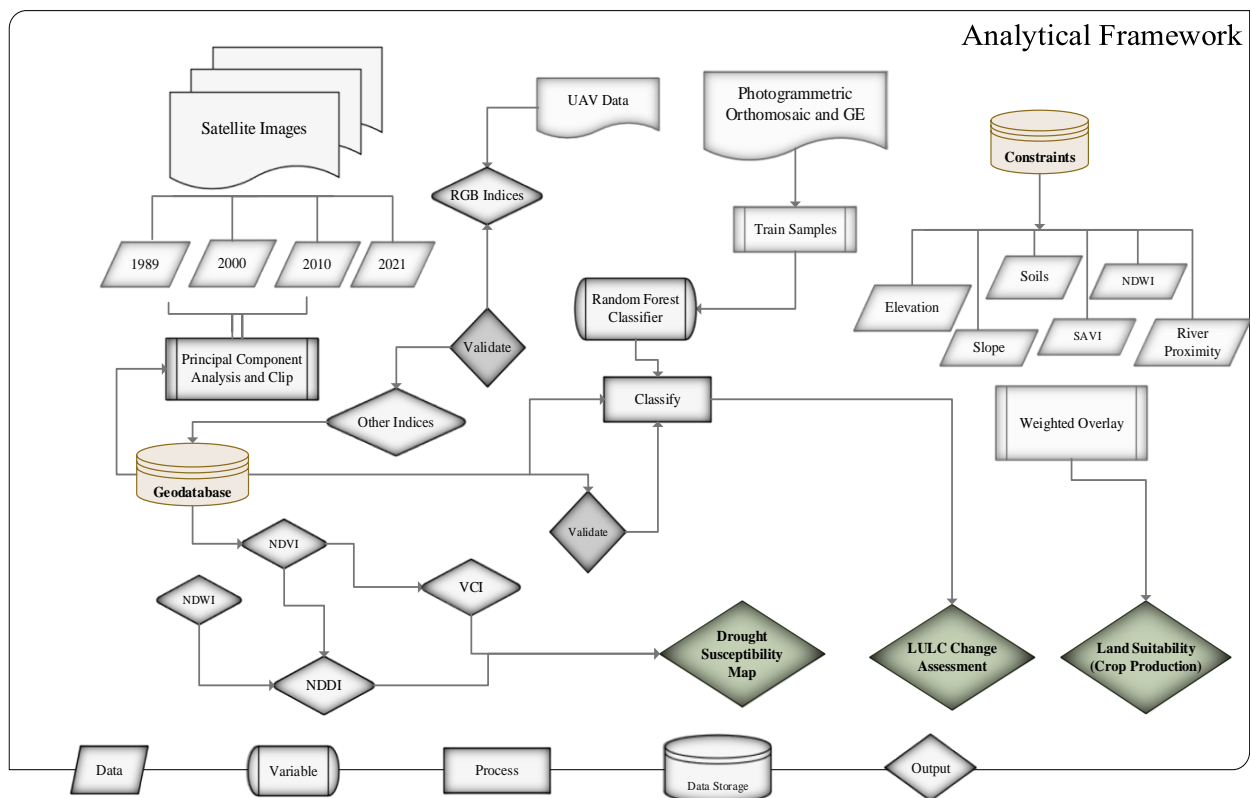 Analytical Framework
Satellite Images
UAV Data
Photogrammetric
Orthomosaic and GE
Constraints
RGB Indices
Train Samples
1989
2000
2010
2021
Soils
NDWI
Elevation
Slope
SAVI
River
Proximity
Random Forest
Classifier
Validate
Principal Component
Analysis and Clip
Other Indices
Classify
Weighted Overlay
Geodatabase
Validate
NDVI
VCI
NDWI
NDDI
Drought
Susceptibility
Map
LULC Change
Assessment
Land Suitability
(Crop Production)
Data
Variable
Process
Data Storage
Output